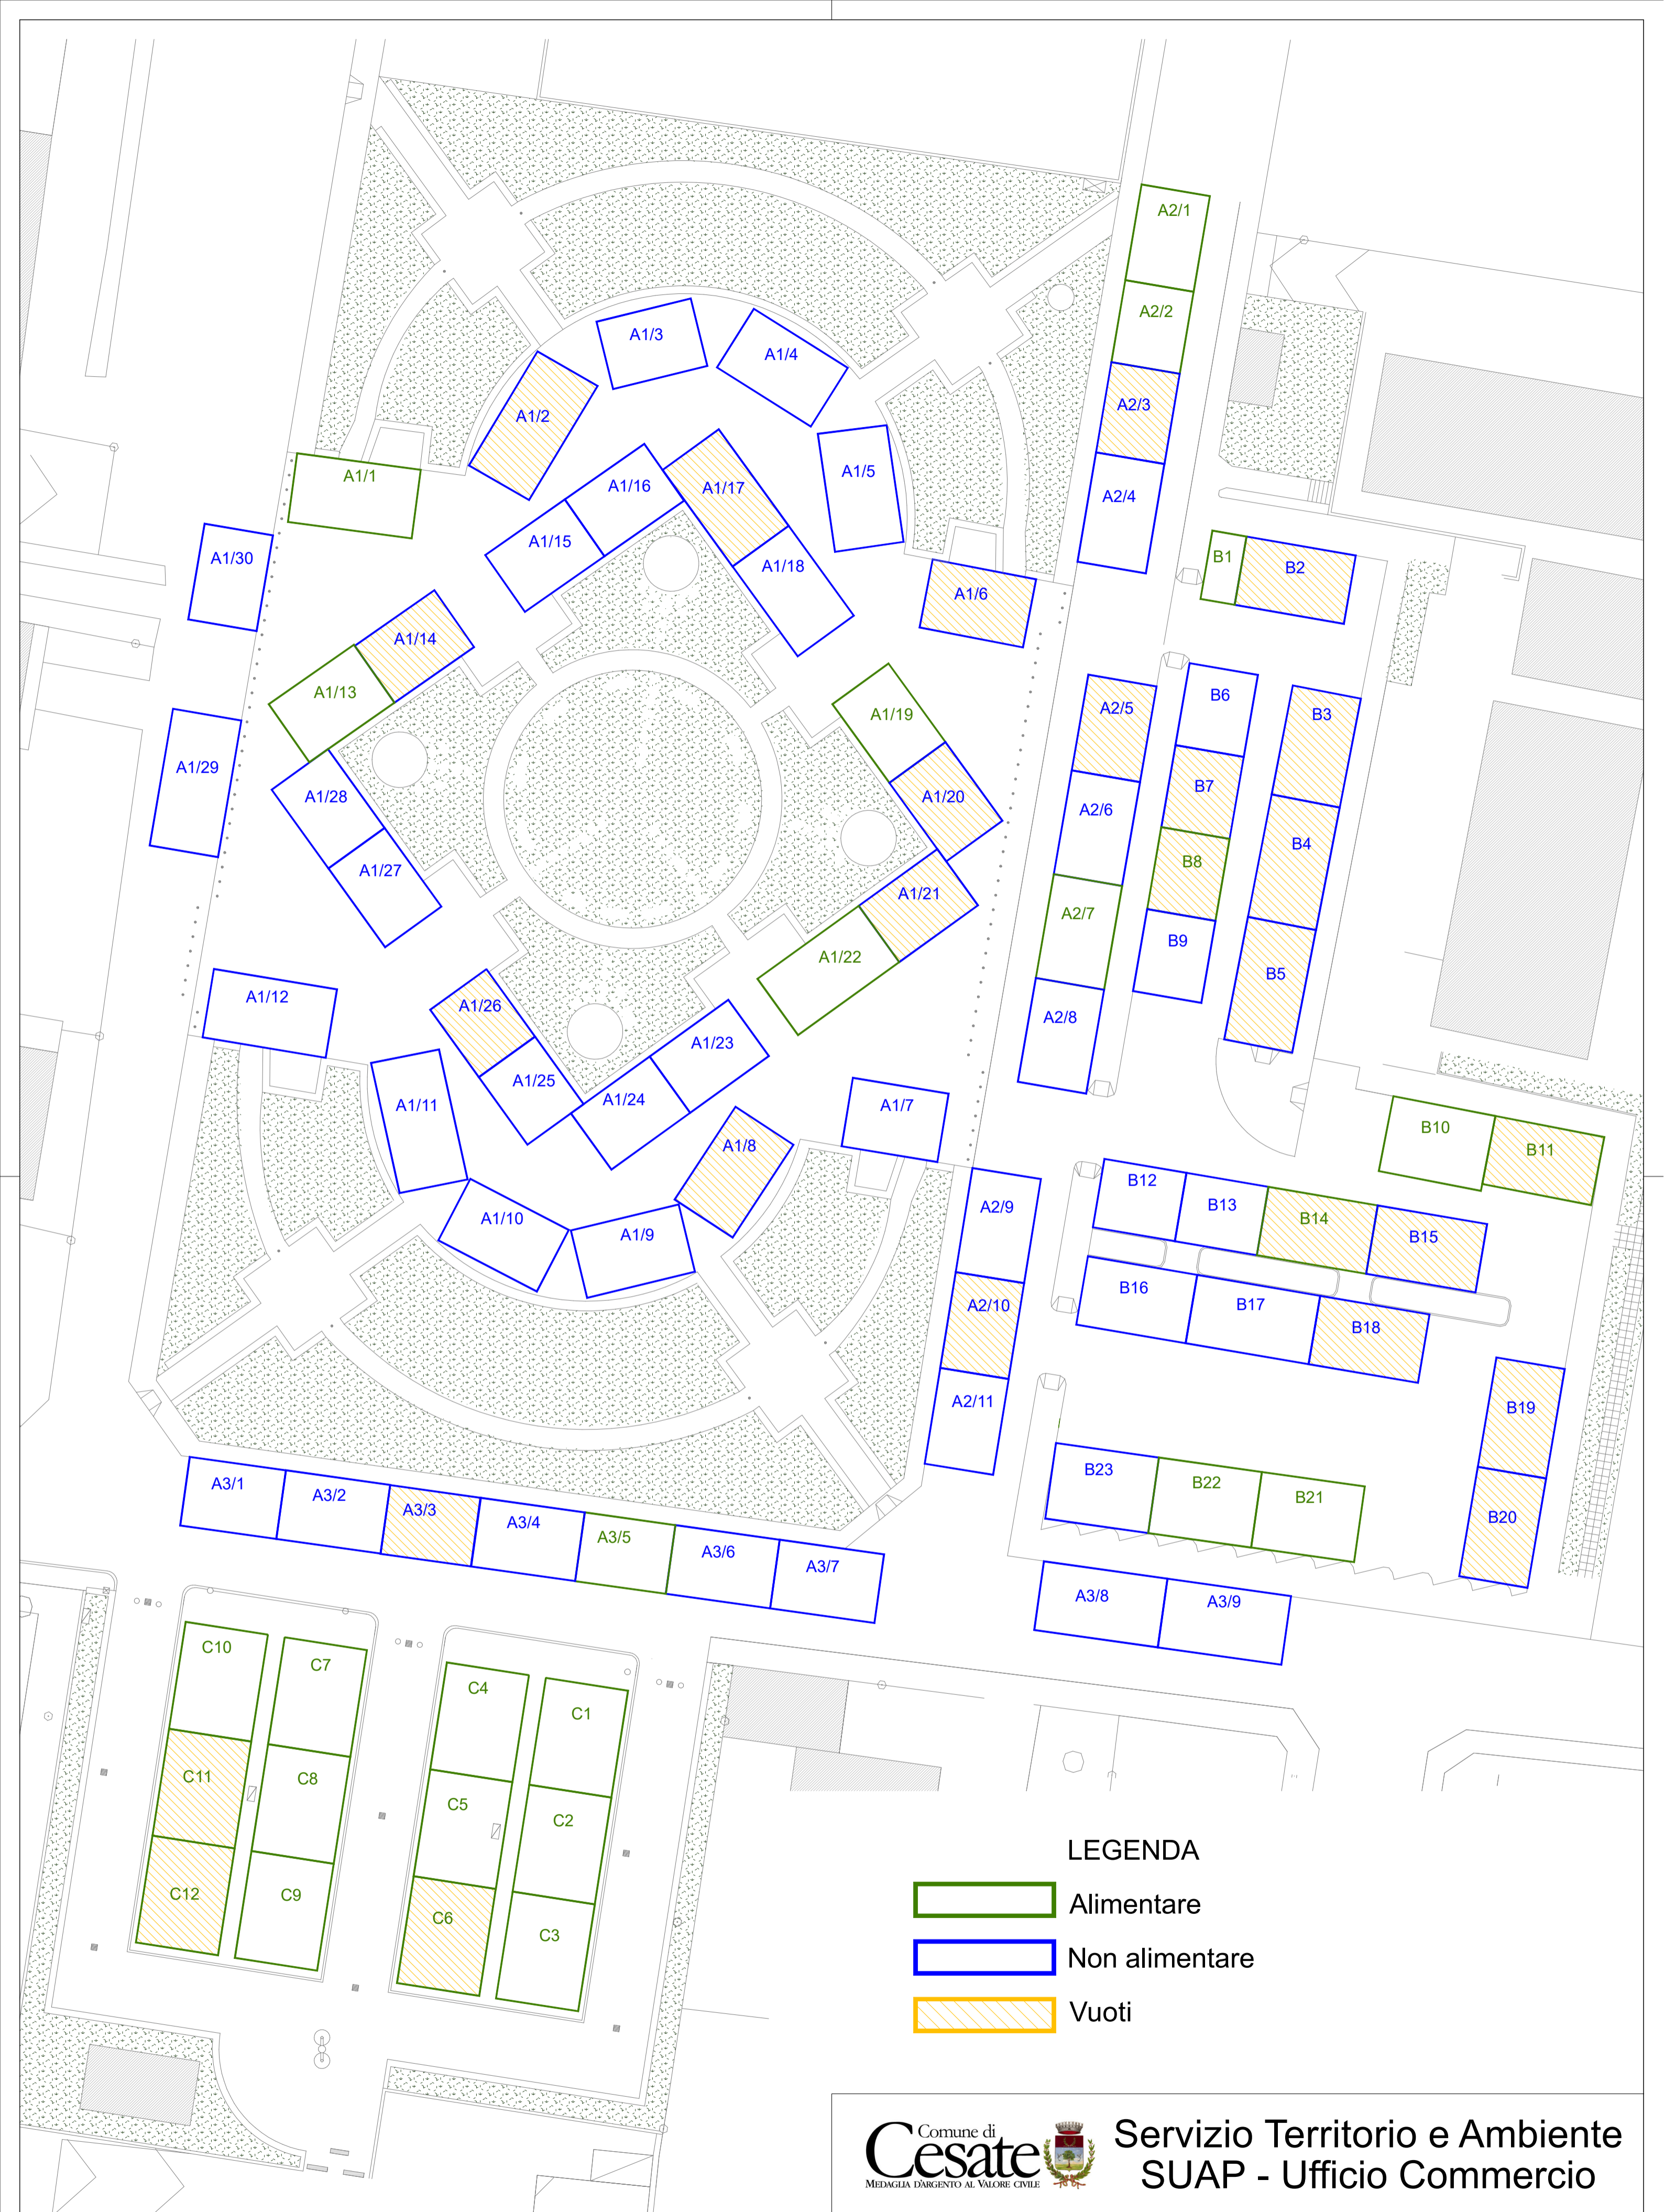 A2/1
A2/2
A1/3
A1/4
A2/3
A1/2
A1/5
A1/1
A1/16
A1/17
A2/4
A1/15
A1/30
B1
B2
A1/18
A1/6
A1/14
A1/13
B6
A2/5
B3
A1/19
A1/29
B7
A1/28
A1/20
A2/6
B4
B8
A1/27
A1/21
A2/7
B9
A1/22
B5
A1/12
A1/26
A2/8
A1/23
A1/25
A1/24
A1/11
A1/7
B10
A1/8
B11
B12
B13
A2/9
B14
A1/10
A1/9
B15
B16
B17
A2/10
B18
A2/11
B19
B23
B22
A3/1
A3/2
B21
A3/3
B20
A3/4
A3/5
A3/6
A3/7
A3/8
A3/9
C10
C7
C4
C1
C11
C8
C5
C2
C12
C9
C6
C3
LEGENDA
Alimentare
Non alimentare
Vuoti
Comune di
Cesate
MEDAGLIA D'ARGENTO AL VALORE CIVILE
Servizio Territorio e Ambiente
SUAP - Ufficio Commercio